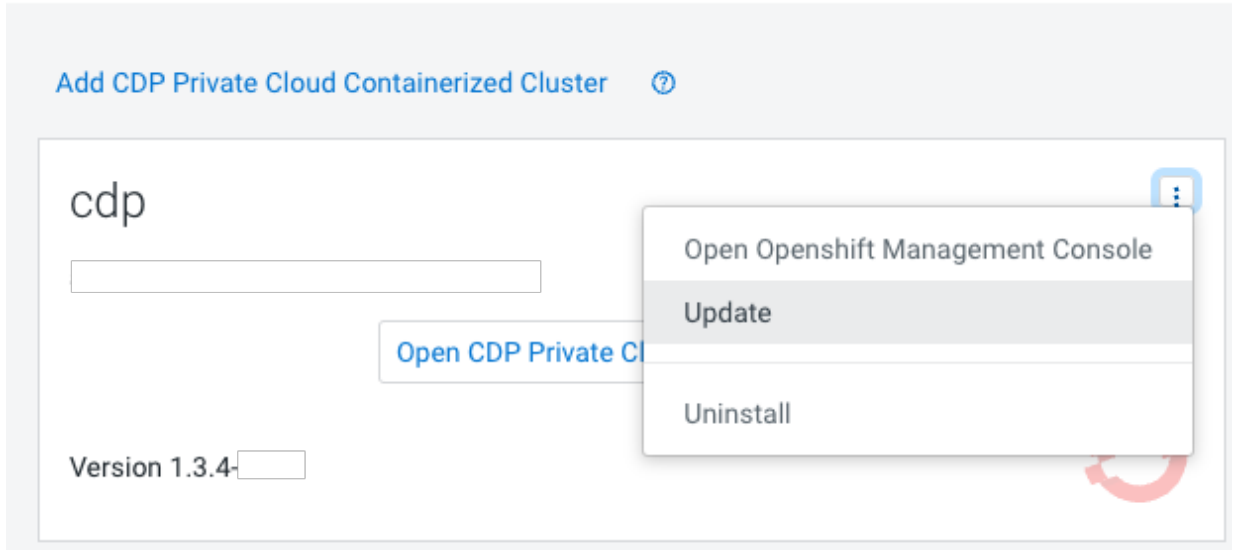 Add CDP Private Cloud Containerized Cluster
cdp
Open Openshift Management Console
Update
Open CDP Private Cl
Uninstall
Version 1.3.4-